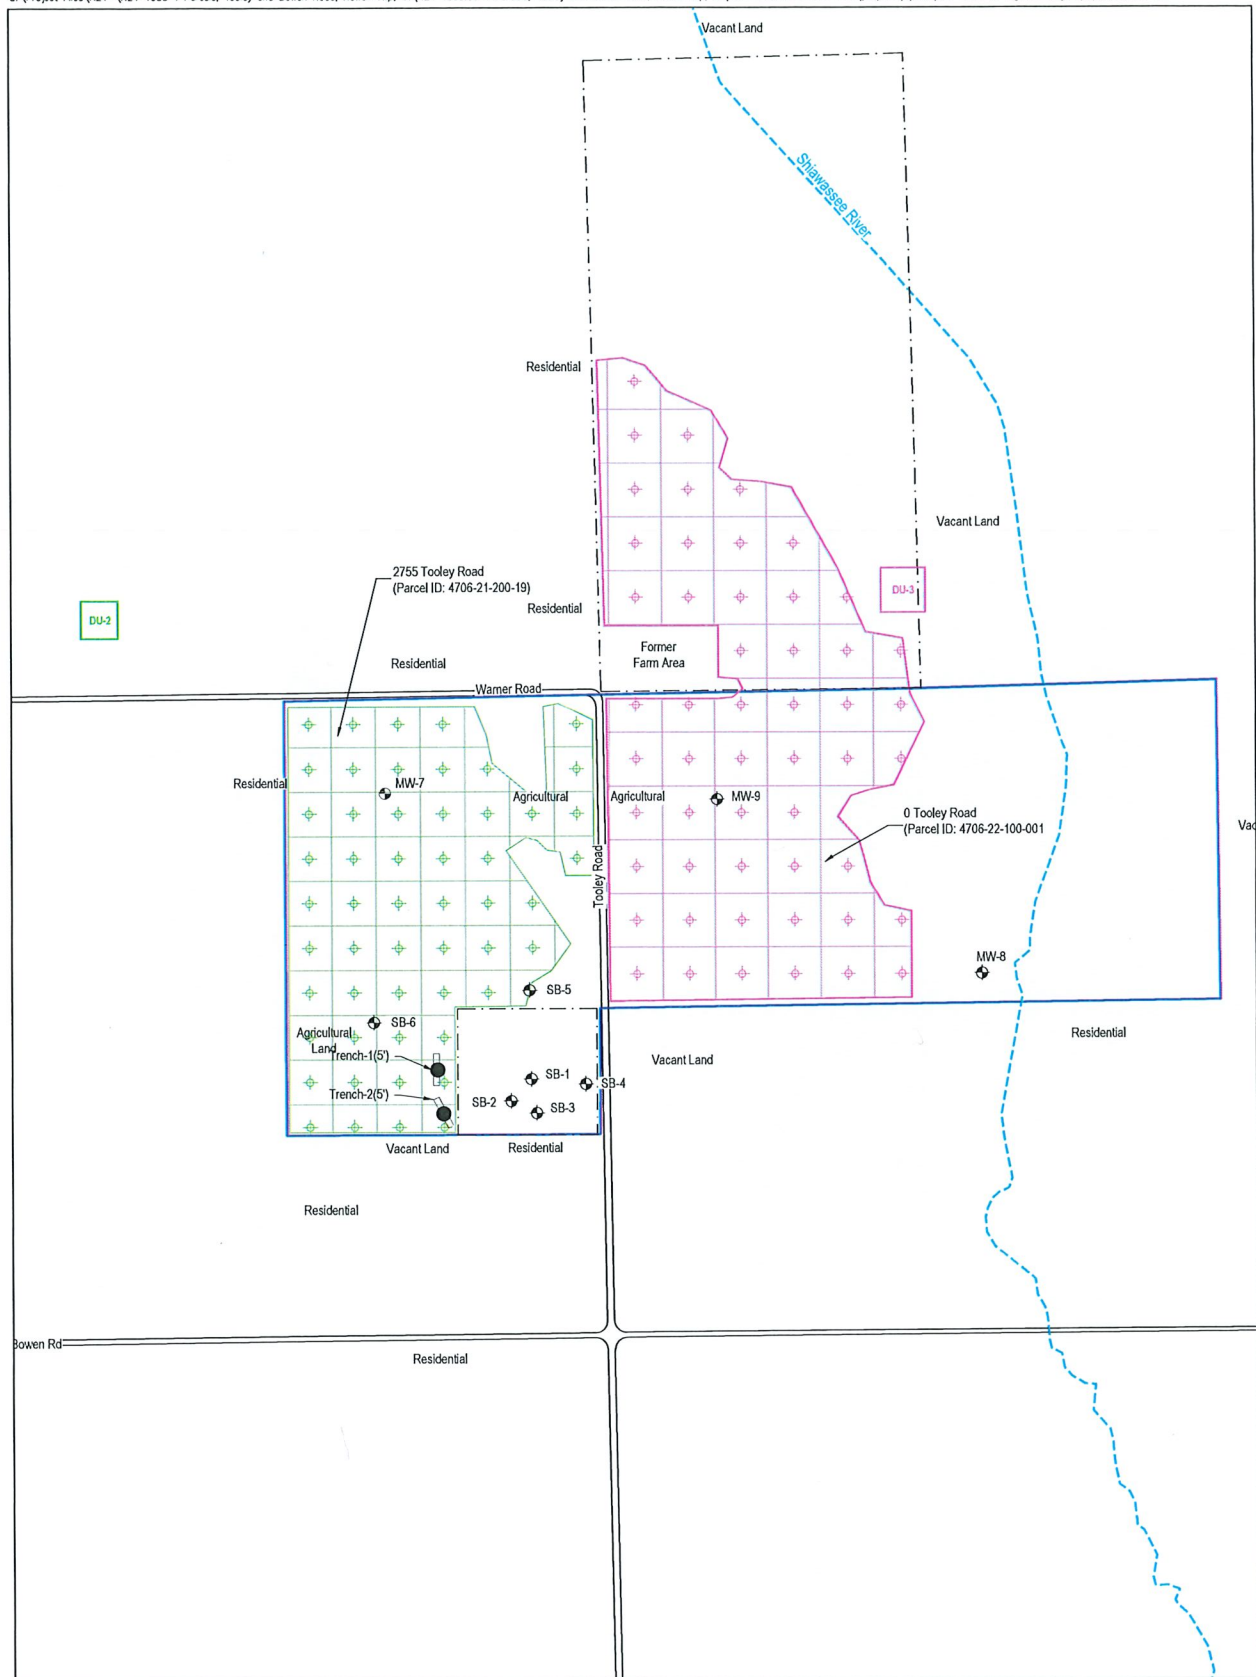 Vacant Land
Shiawassee River
Residential
Vacant Land
2755 Tooley Road
(Parcel ID: 4706-21-200-19)
DU-3
DU-2
Residential
Former
Farm Area
Residential
Warner Road
MW-7
Residential
Agricultural
Agricultural
MW-9
0 Tooley Road
(Parcel ID: 4706-22-100-001
Tooley Road
MW-8
SB-5
SB-6
Agricultural
Land
Trench-1(5')
Residential
Vacant Land
SB-1
SB-4
Trench-2(5')
SB-2
SB-3
Vacant Land
Residential
Residential
Bowen Rd
Residential